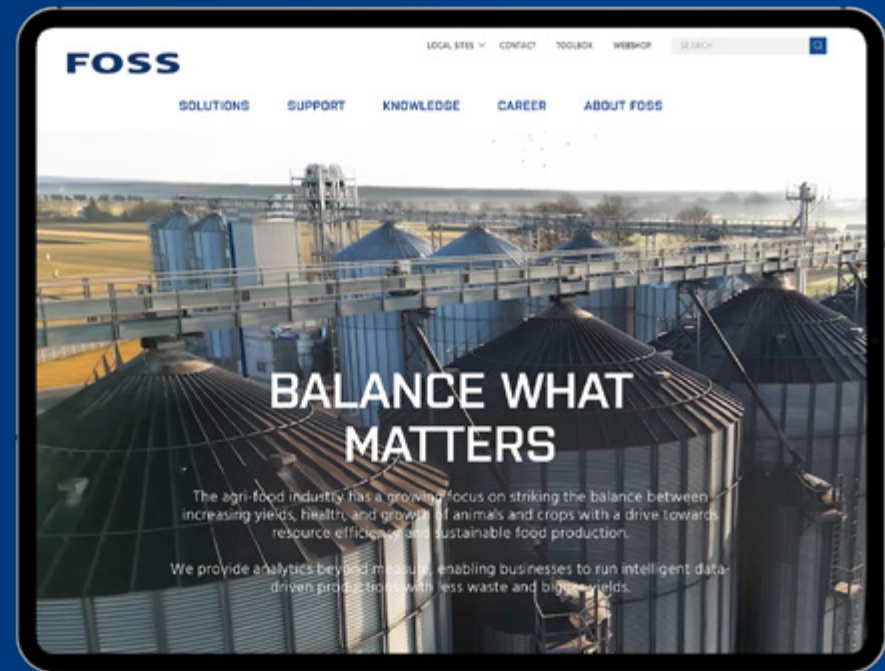 LOCAL SITES CONTACT TOOLBOX WEBSHOP SEARCH
FOSS
SOLUTIONS SUPPORT KNOWLEDGE CAREER ABOUT FOSS
BALANCE WHAT
MATTERS
The agri-food industry has a growing focus on striking the balance between
increasing yields, health, and growth of animals and crops with a drive towards
resource efficiency and sustainable food production.
We provide analytics beyond measure, enabling businesses to run intelligent data-
driven productions with less waste and bigger yields.